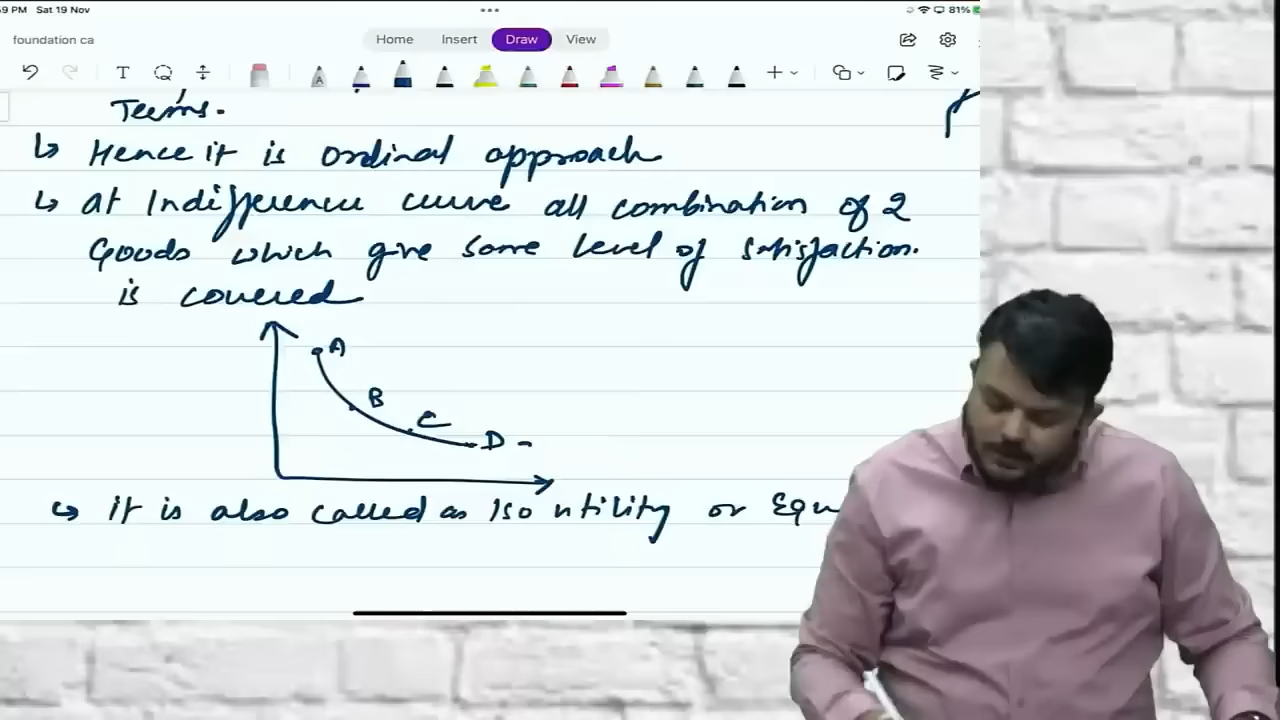 :9 PM Sat 19 Nov
81%
foundation ca
Home Insert Draw View
Terms.
↳ Hence it is ordinal approach
↳ at Indifference curve all combination of 2
Goods which give some level of satisfaction.
is covered
A
B
C
D
↳ it is also called as Iso utility or Equ